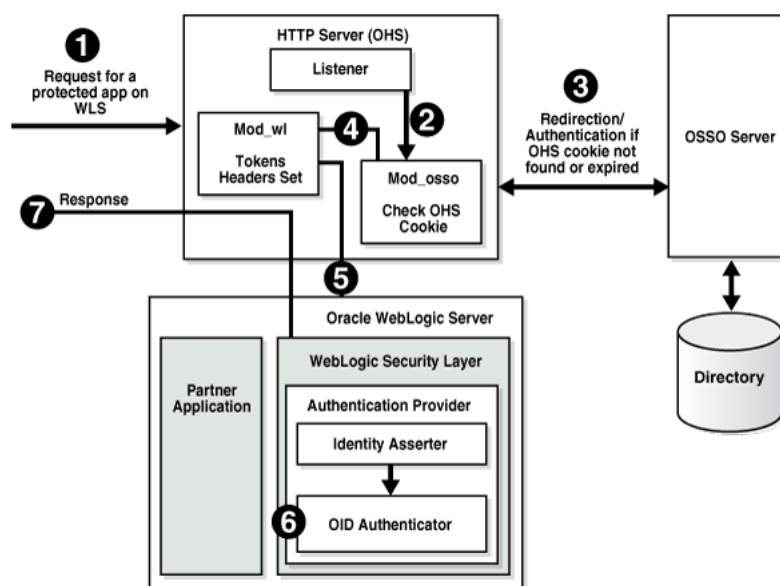 1
Request for a
protected app on
WLS
HTTP Server (OHS)
Listener
2
Mod_wl
Tokens
Headers Set
4
Mod_osso
Check OHS
Cookie
3
Redirection/
Authentication if
OHS cookie not
found or expired
OSSO Server
Directory
7
Response
5
Oracle WebLogic Server
Partner
Application
WebLogic Security Layer
Authentication Provider
Identity Asserter
6
OID Authenticator